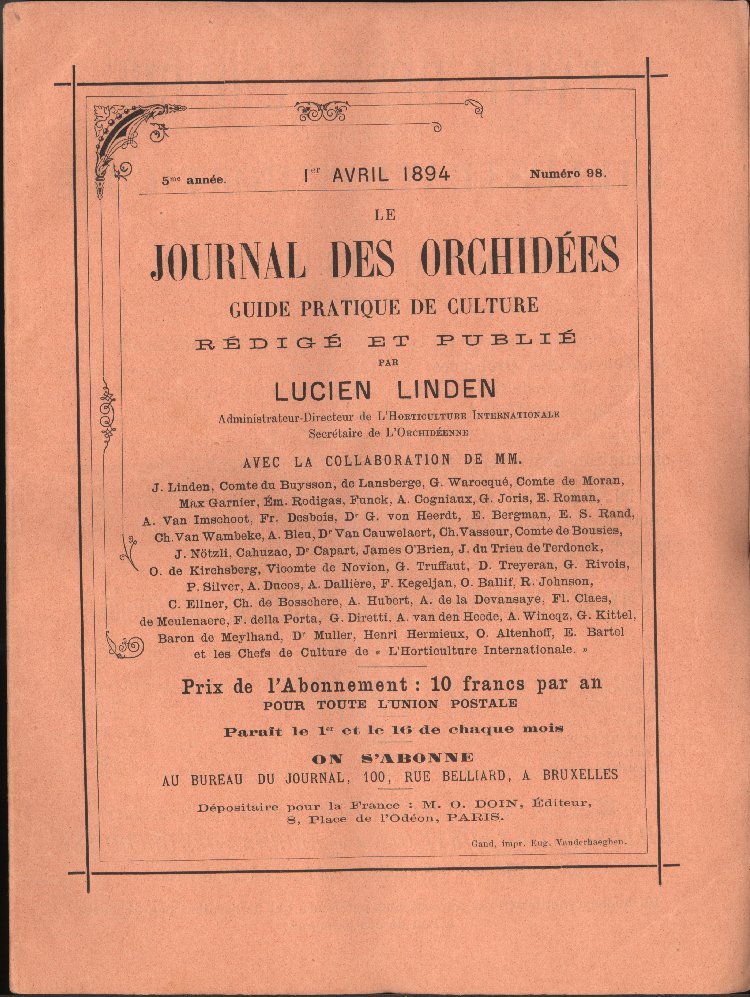 5me année.
1er AVRIL 1894
Numéro 98.
LE
JOURNAL DES ORCHIDÉES
GUIDE PRATIQUE DE CULTURE
RÉDIGÉ ET PUBLIÉ
PAR
LUCIEN LINDEN
Administrateur-Directeur de L'HORTICULTURE INTERNATIONALE
Secrétaire de L'ORCHIDÉENNE
AVEC LA COLLABORATION DE MM.
J. Linden, Comte du Buysson, de Lansberge, G. Warocqué, Comte de Moran,
Max Garnier, Ém. Rodigas, Funck, A. Cogniaux, G. Joris, E. Roman,
A. Van Imschoot, Fr. Desbois, Dr G. von Heerdt, E. Bergman, E. S. Rand,
Ch. Van Wambeke, A. Bleu, Dr Van Cauwelaert, Ch. Vasseur, Comte de Bousies,
J. Nötzli, Cahuzac, Dr Capart, James O'Brien, J. du Trieu de Terdonck,
O. de Kirchsberg, Vicomte de Novion, G. Truffaut, D. Treyeran, G. Rivois,
P. Silver, A. Ducos, A. Dallière, F. Kegeljan, O. Ballif, R. Johnson,
C. Ellner, Ch. de Bosschere, A. Hubert, A. de la Devansaye, Fl. Claes,
de Meulenaere, F. della Porta, G. Diretti, A. van den Heede, A. Wincqz, G. Kittel,
Baron de Meylhand, Dr Muller, Henri Hermieux, O. Altenhoff, E. Bartel
et les Chefs de Culture de « L'Horticulture Internationale. »
Prix de l'Abonnement : 10 francs par an
POUR TOUTE L'UNION POSTALE
Paraît le 1er et le 16 de chaque mois
ON S'ABONNE
AU BUREAU DU JOURNAL, 100, RUE BELLIARD, A BRUXELLES
Dépositaire pour la France : M. O. DOIN, Éditeur,
8, Place de l'Odéon, PARIS.
Gand, impr. Eug. Vanderhaeghen.